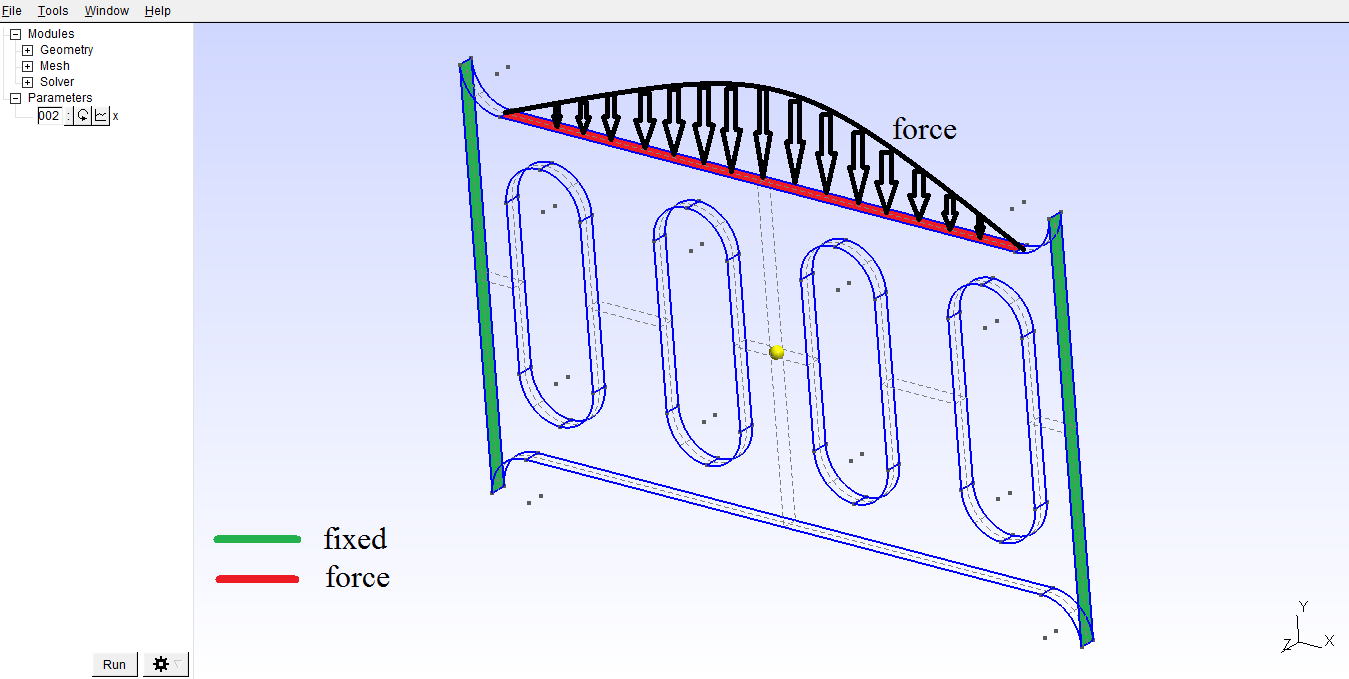 File Tools Window Help
Modules
Geometry
Mesh
Solver
Parameters
002 : x
force
fixed
force
Y
Z X
Run